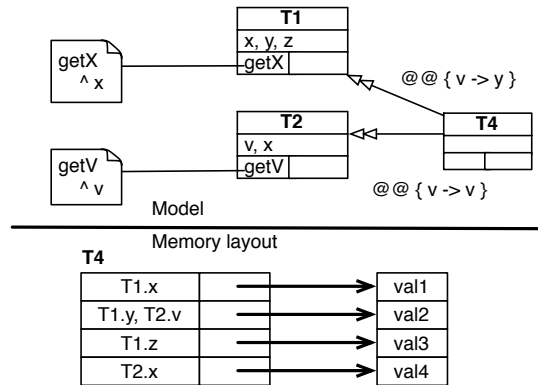 T1
x, y, z
getX
getX
^ x
@@ { v -> y }
T2
T4
v, x
getV
getV
^ v
@@ { v -> v }
Model
Memory layout
T4
T1.x
val1
T1.y, T2.v
val2
T1.z
val3
T2.x
val4